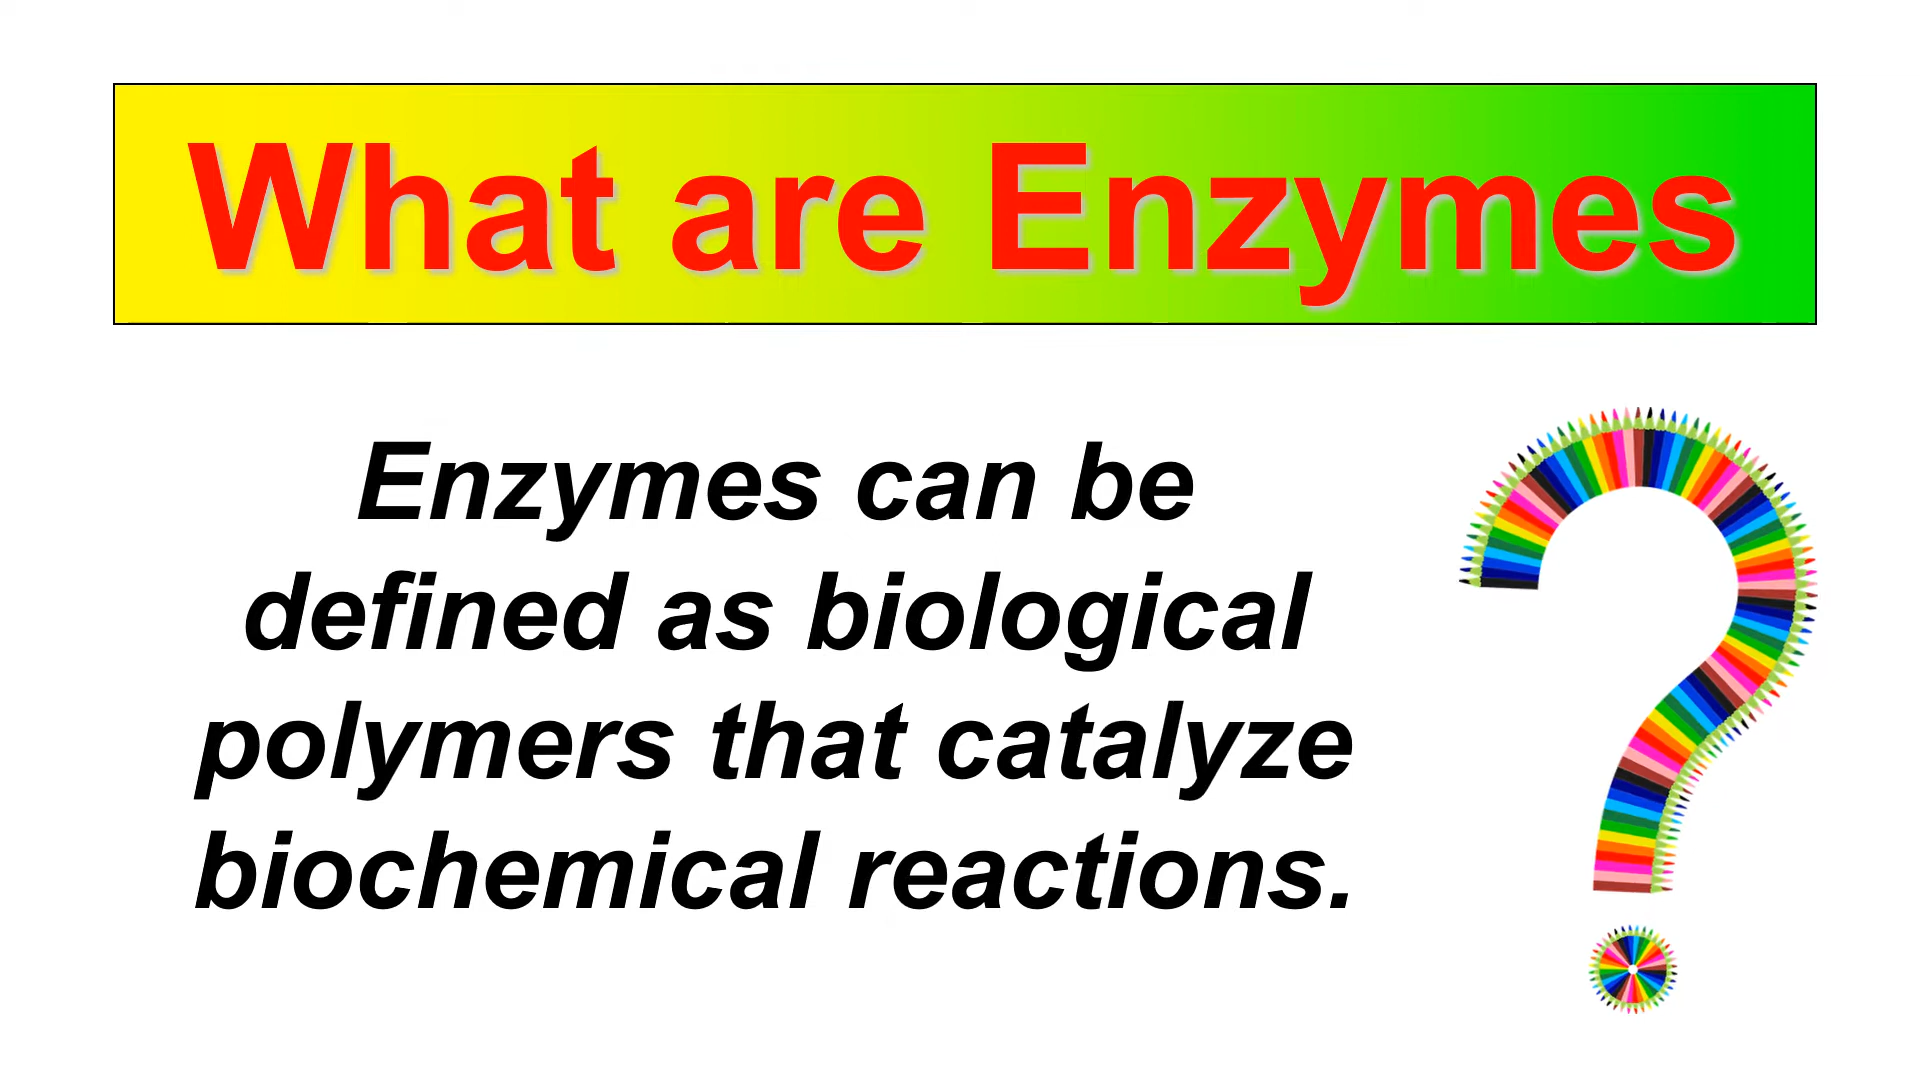 What are Enzymes
Enzymes can be
defined as biological
polymers that catalyze
biochemical reactions.